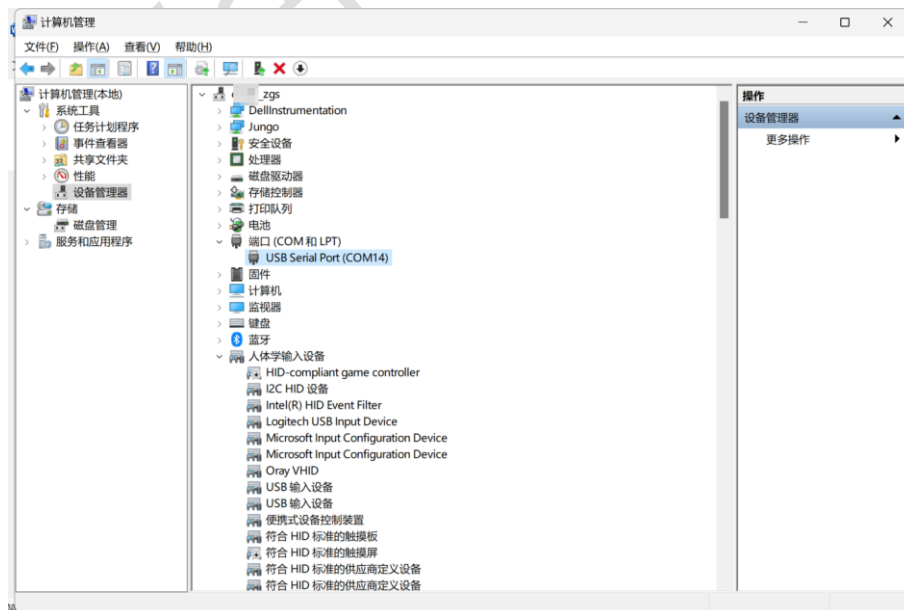 计算机管理
文件(F) 操作(A) 查看(V) 帮助(H)
计算机管理(本地)
系统工具
任务计划程序
事件查看器
共享文件夹
性能
设备管理器
存储
磁盘管理
服务和应用程序
_zgs
DellInstrumentation
Jungo
安全设备
处理器
磁盘驱动器
存储控制器
打印队列
电池
端口 (COM 和 LPT)
USB Serial Port (COM14)
固件
计算机
监视器
键盘
蓝牙
人体学输入设备
HID-compliant game controller
I2C HID 设备
Intel(R) HID Event Filter
Logitech USB Input Device
Microsoft Input Configuration Device
Microsoft Input Configuration Device
Oray VHID
USB 输入设备
USB 输入设备
便携式设备控制装置
符合 HID 标准的触摸板
符合 HID 标准的触摸屏
符合 HID 标准的供应商定义设备
符合 HID 标准的供应商定义设备
操作
设备管理器
更多操作